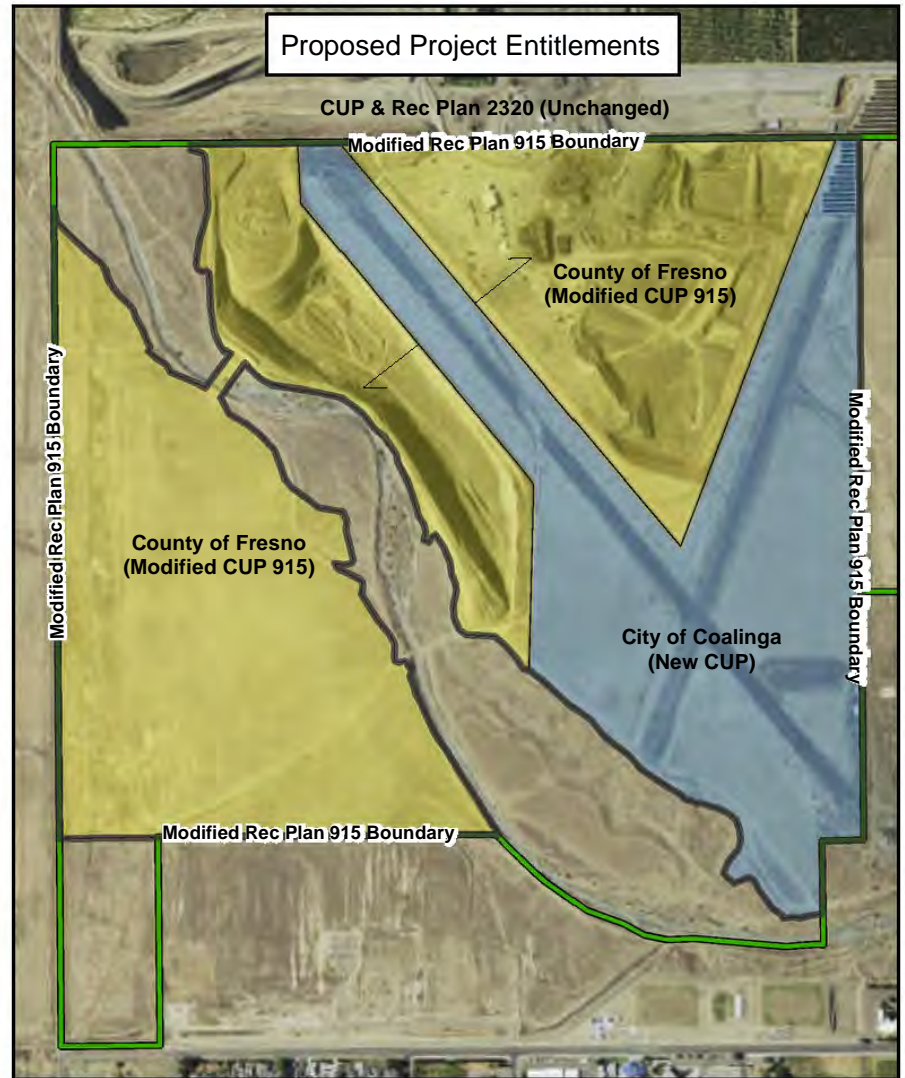 Proposed Project Entitlements
CUP & Rec Plan 2320 (Unchanged)
Modified Rec Plan 915 Boundary
County of Fresno
(Modified CUP 915)
Modified Rec Plan 915 Boundary
Modified Rec Plan 915 Boundary
County of Fresno
(Modified CUP 915)
City of Coalinga
(New CUP)
Modified Rec Plan 915 Boundary